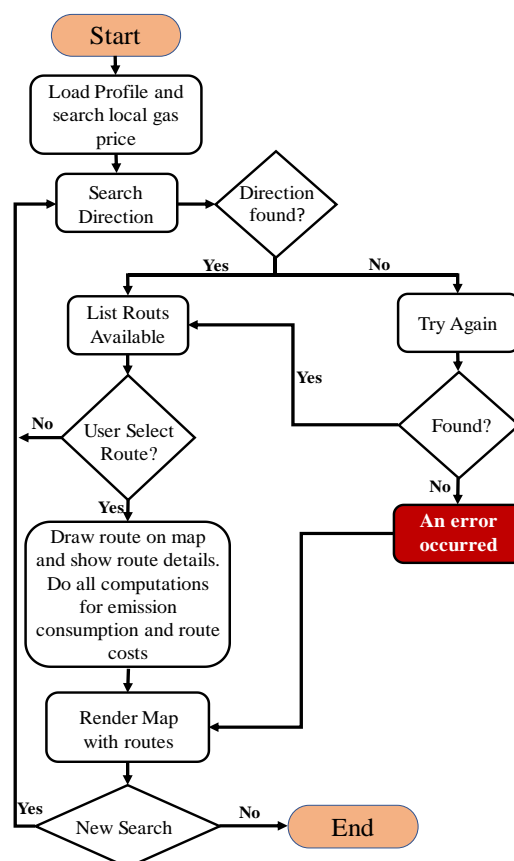 Start
Load Profile and
search local gas
price
Search
Direction
Direction
found?
Yes
No
List Routs
Available
Try Again
Yes
User Select
Route?
No
Found?
Yes
No
An error
occurred
Draw route on map
and show route details.
Do all computations
for emission
consumption and route
costs
Render Map
with routes
Yes
New Search
No
End